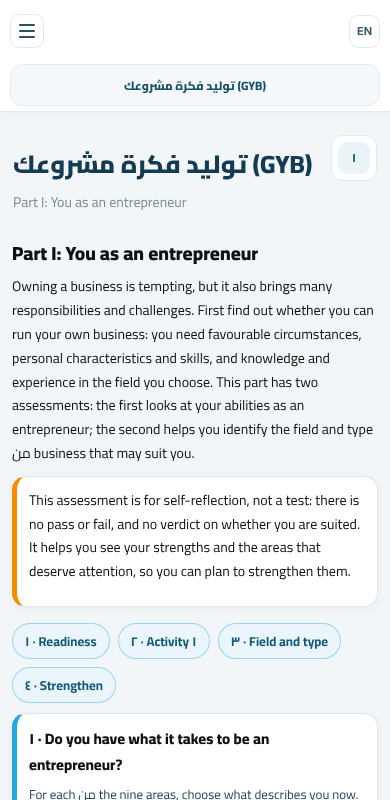 EN
توليد فكرة مشروعك (GYB)
توليد فكرة مشروعك (GYB)
١
Part I: You as an entrepreneur
Part I: You as an entrepreneur
Owning a business is tempting, but it also brings many
responsibilities and challenges. First find out whether you can
run your own business: you need favourable circumstances,
personal characteristics and skills, and knowledge and
experience in the field you choose. This part has two
assessments: the first looks at your abilities as an
entrepreneur; the second helps you identify the field and type
من business that may suit you.
This assessment is for self-reflection, not a test: there is
no pass or fail, and no verdict on whether you are suited.
It helps you see your strengths and the areas that
deserve attention, so you can plan to strengthen them.
١ · Readiness
٢ · Activity ١
٣ · Field and type
٤ · Strengthen
١ · Do you have what it takes to be an
entrepreneur?
For each من the nine areas, choose what describes you now.